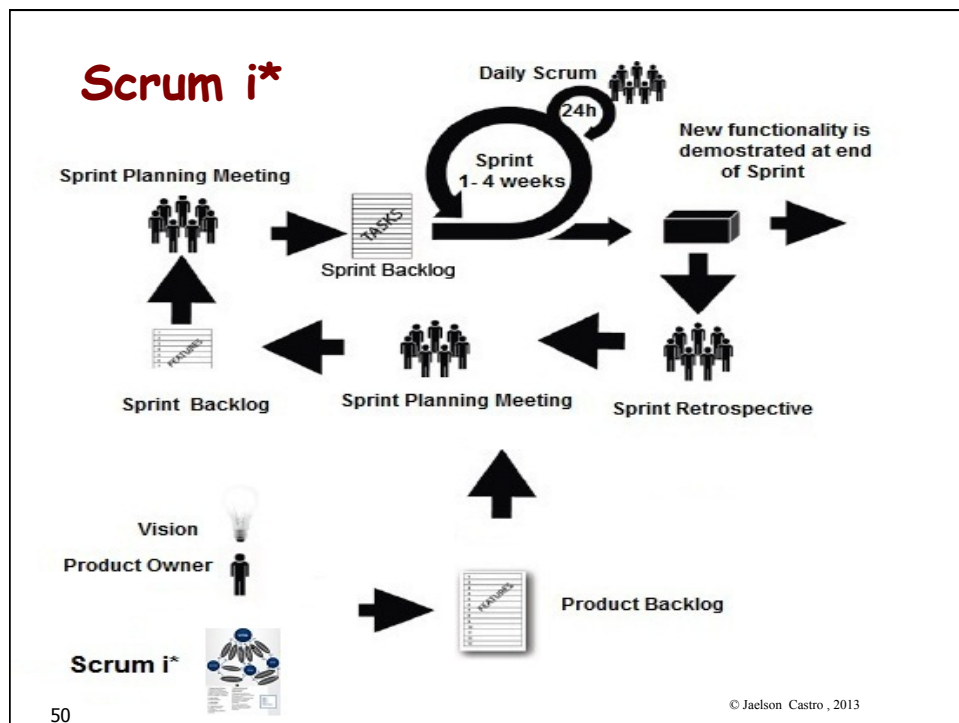 Scrum i*
Daily Scrum
24h
New functionality is
demostrated at end
of Sprint
Sprint Planning Meeting
Sprint
1- 4 weeks
TASKS
Sprint Backlog
FEATURES
Sprint Backlog
Sprint Planning Meeting
Sprint Retrospective
Vision
Product Owner
FEATURES
Product Backlog
Scrum i*
50
© Jaelson Castro , 2013